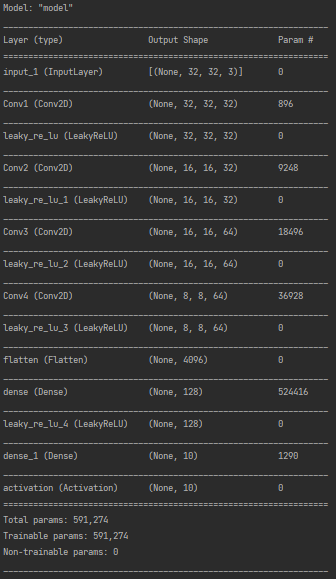 Model: "model"
Layer (type) Output Shape Param #
input_1 (InputLayer) [(None, 32, 32, 3)] 0
Conv1 (Conv2D) (None, 32, 32, 32) 896
leaky_re_lu (LeakyReLU) (None, 32, 32, 32) 0
Conv2 (Conv2D) (None, 16, 16, 32) 9248
leaky_re_lu_1 (LeakyReLU) (None, 16, 16, 32) 0
Conv3 (Conv2D) (None, 16, 16, 64) 18496
leaky_re_lu_2 (LeakyReLU) (None, 16, 16, 64) 0
Conv4 (Conv2D) (None, 8, 8, 64) 36928
leaky_re_lu_3 (LeakyReLU) (None, 8, 8, 64) 0
flatten (Flatten) (None, 4096) 0
dense (Dense) (None, 128) 524416
leaky_re_lu_4 (LeakyReLU) (None, 128) 0
dense_1 (Dense) (None, 10) 1290
activation (Activation) (None, 10) 0
Total params: 591,274
Trainable params: 591,274
Non-trainable params: 0